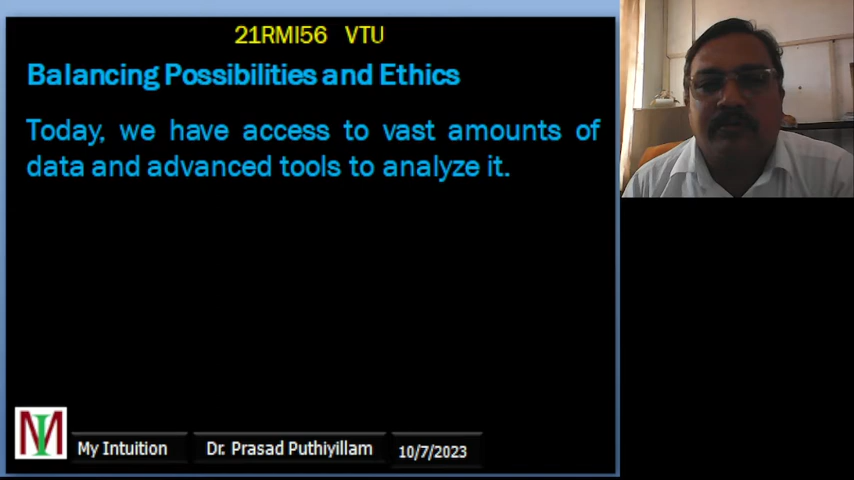 21RMI56 VTU
Balancing Possibilities and Ethics
Today, we have access to vast amounts of
data and advanced tools to analyze it.
MI
My Intuition
Dr. Prasad Puthiyillam
10/7/2023